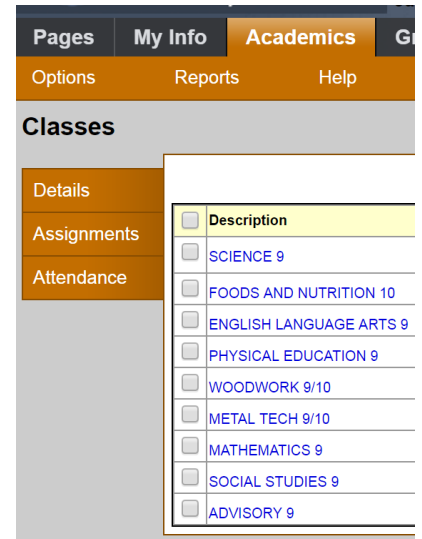 Pages My Info Academics
Options Reports Help
Classes
Details
Assignments
Attendance
Description
SCIENCE 9
FOODS AND NUTRITION 10
ENGLISH LANGUAGE ARTS 9
PHYSICAL EDUCATION 9
WOODWORK 9/10
METAL TECH 9/10
MATHEMATICS 9
SOCIAL STUDIES 9
ADVISORY 9